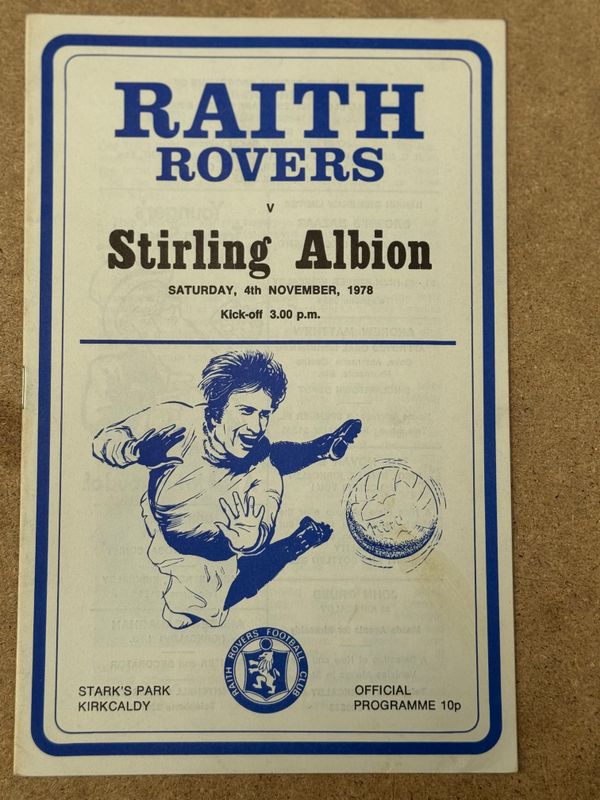 RAITH
ROVERS
v
Stirling Albion
SATURDAY, 4th NOVEMBER, 1978
Kick-off 3.00 p.m.
RAITH ROVERS FOOTBALL CLUB
STARK'S PARK
KIRKCALDY
OFFICIAL
PROGRAMME 10p